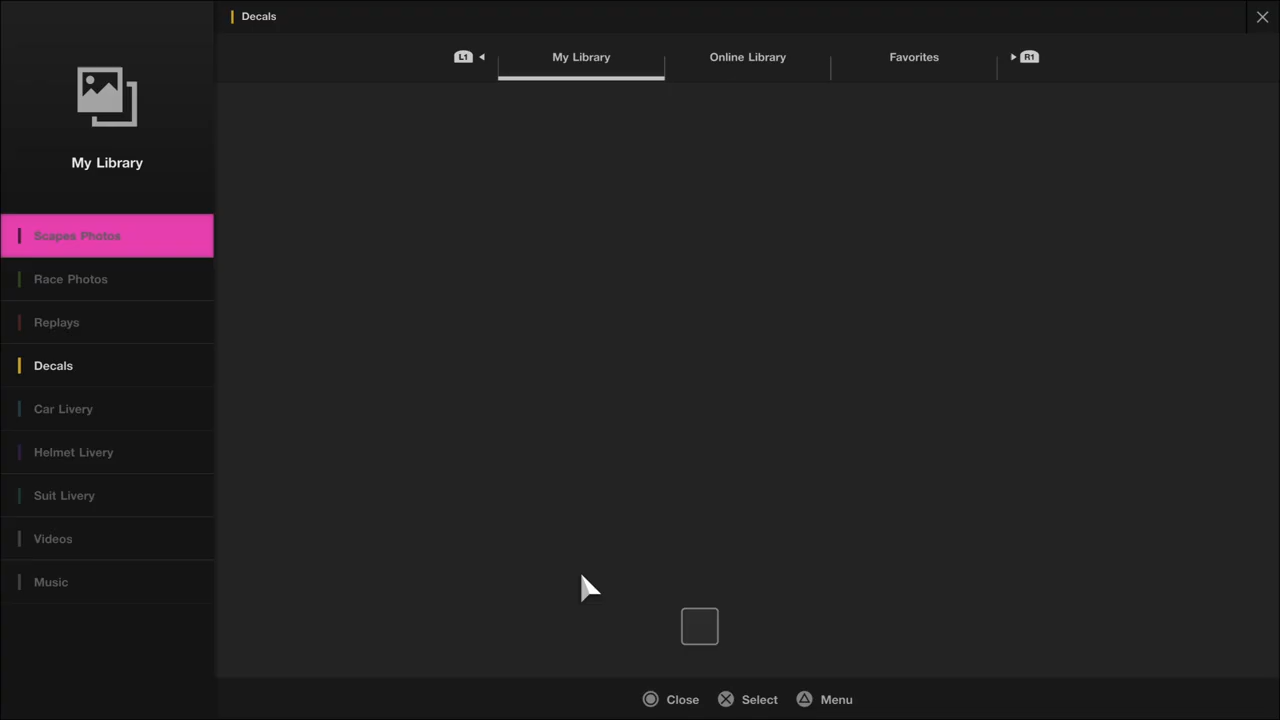 Decals
L1
My Library
Online Library
Favorites
R1
My Library
Scapes Photos
Race Photos
Replays
Decals
Car Livery
Helmet Livery
Suit Livery
Videos
Music
Close
Select
Menu